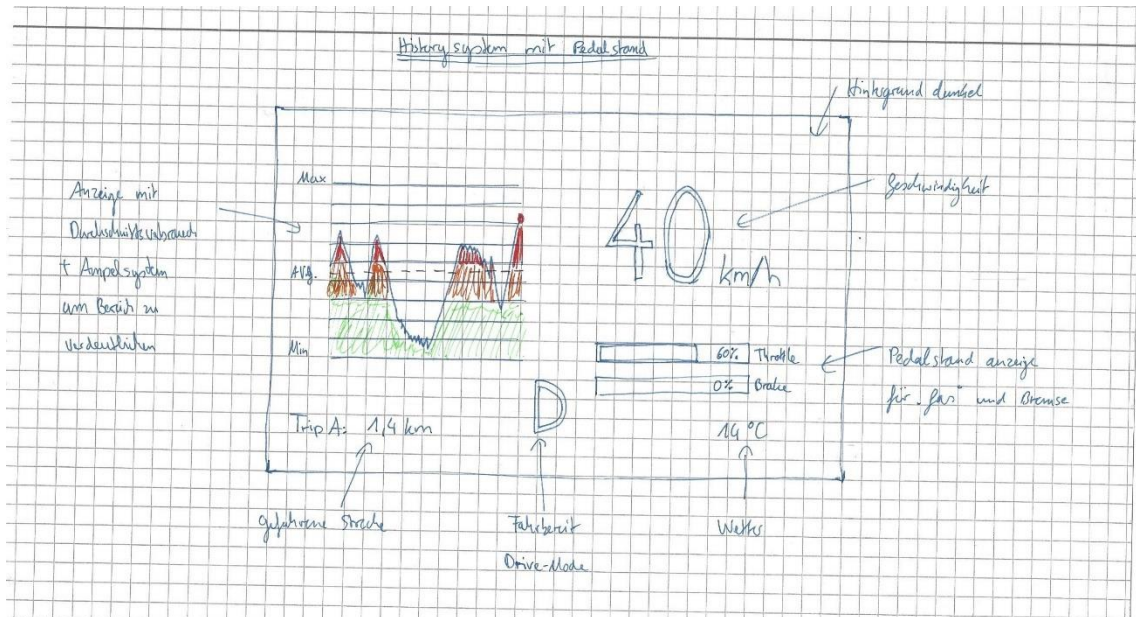 Historysystem mit Pedalstand
Hintergrund dunkel
Anzeige mit
Durchschnittsverbrauch
+ Ampelsystem
um Bereich zu
verdeutlichen
Max
AVG.
Min
40 km/h
Geschwindigkeit
60% Throttle
0% Brake
Pedalstand anzeige
für "Gas" und Bremse
Trip A: 1,4 km
D
14°C
gefahrene Strecke
Fahrbereit
Drive-Mode
Wetter